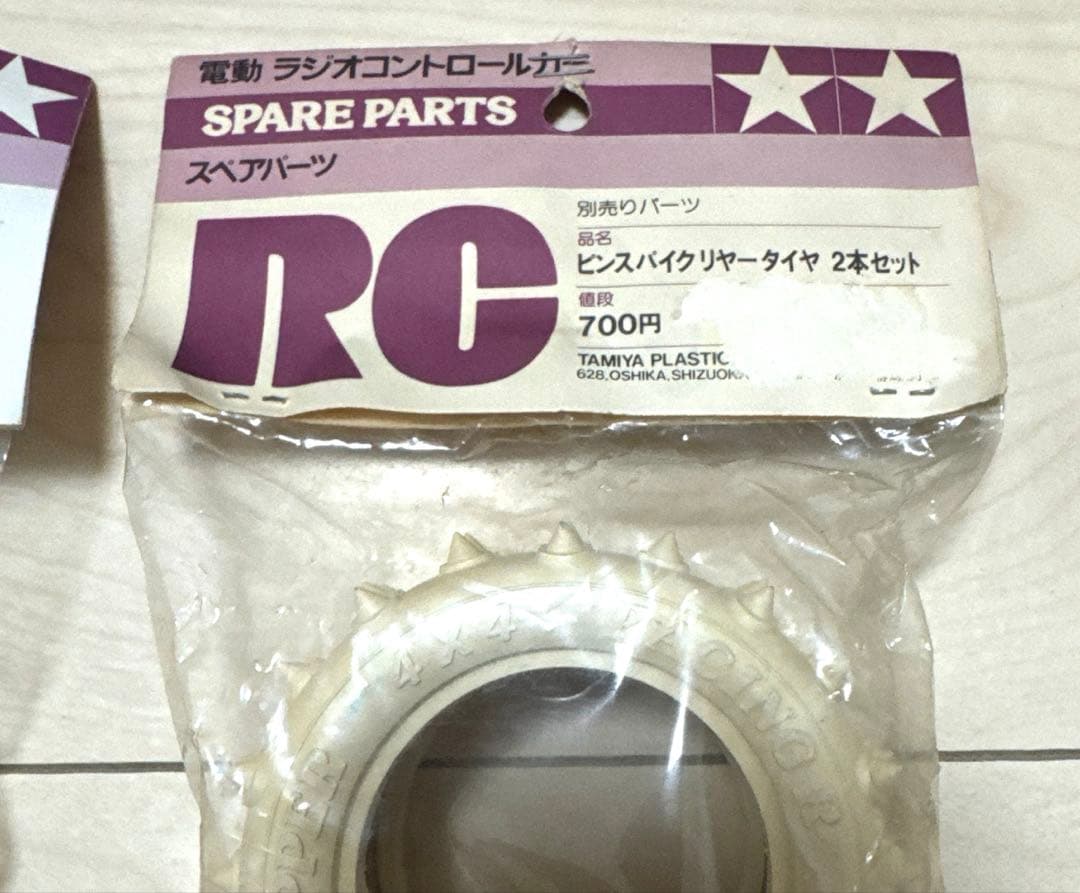 電動 ラジオコントロールカー
SPARE PARTS
スペアパーツ
RC
別売りパーツ
品名
ピンスパイクリヤータイヤ 2本セット
値段
700円
TAMIYA PLASTIC
628, OSHIKA, SHIZUOKA
4X4 RACING R